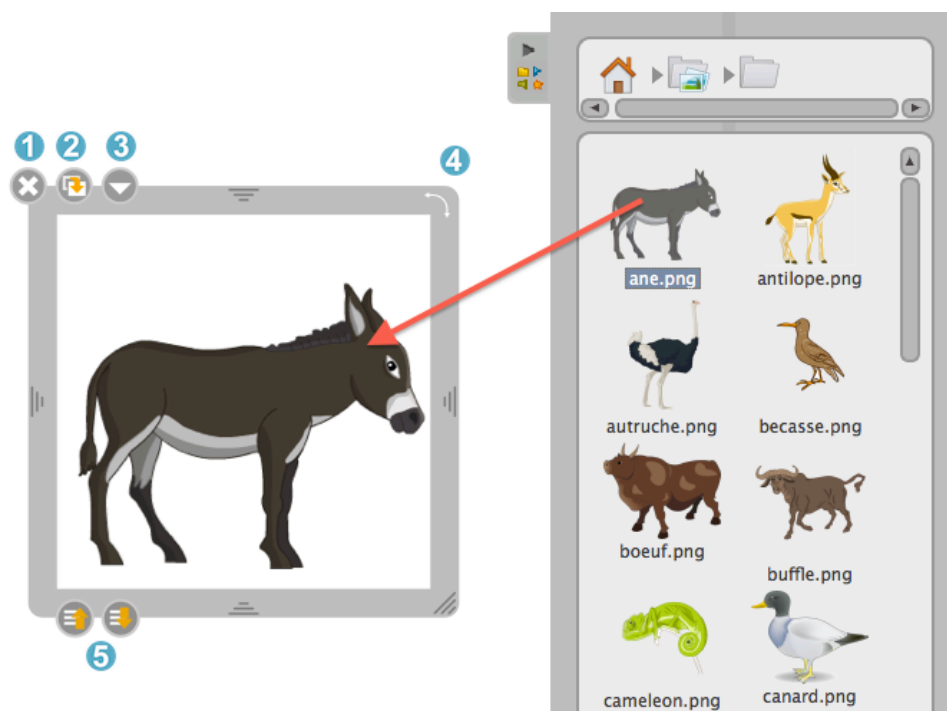 1 2 3 4
ane.png antilope.png
autruche.png becasse.png
boeuf.png
buffle.png
cameleon.png canard.png
5